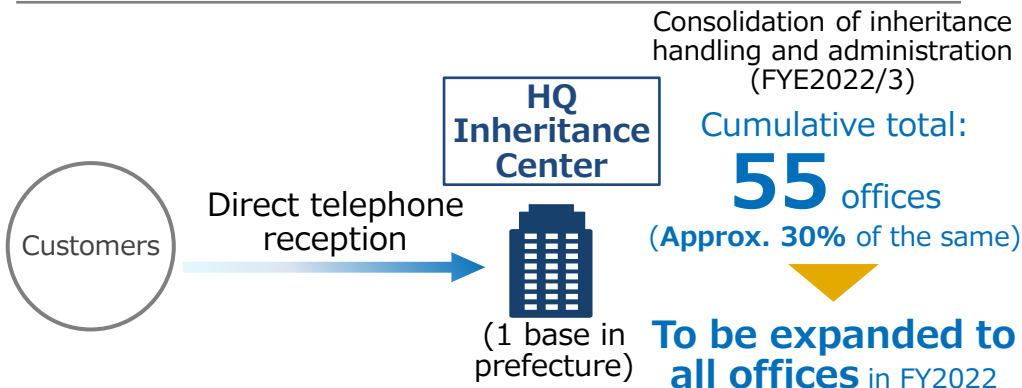 Customers
Direct telephone
reception
HQ
Inheritance
Center
(1 base in
prefecture)
Consolidation of inheritance
handling and administration
(FYE2022/3)
Cumulative total:
55 offices
(Approx. 30% of the same)
To be expanded to
all offices in FY2022